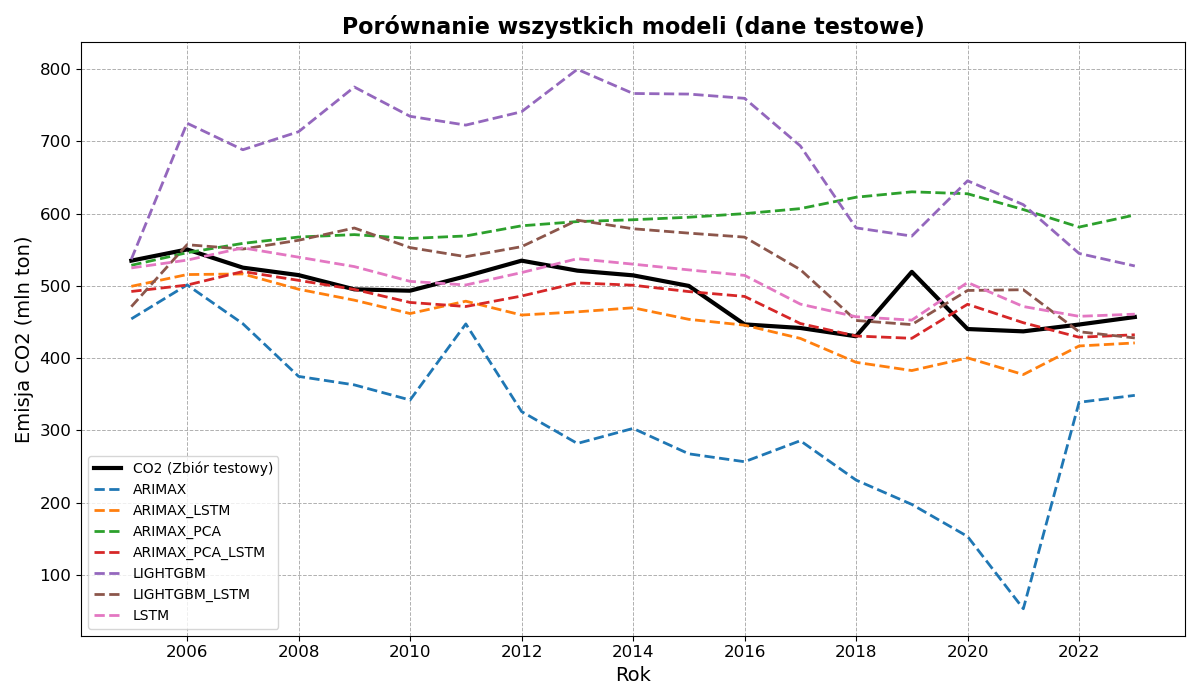 Porównanie wszystkich modeli (dane testowe)
Emisja CO2 (mln ton)
800
700
600
500
400
300
200
100
CO2 (Zbiór testowy)
ARIMAX
ARIMAX_LSTM
ARIMAX_PCA
ARIMAX_PCA_LSTM
LIGHTGBM
LIGHTGBM_LSTM
LSTM
2006 2008 2010 2012 2014 2016 2018 2020 2022
Rok